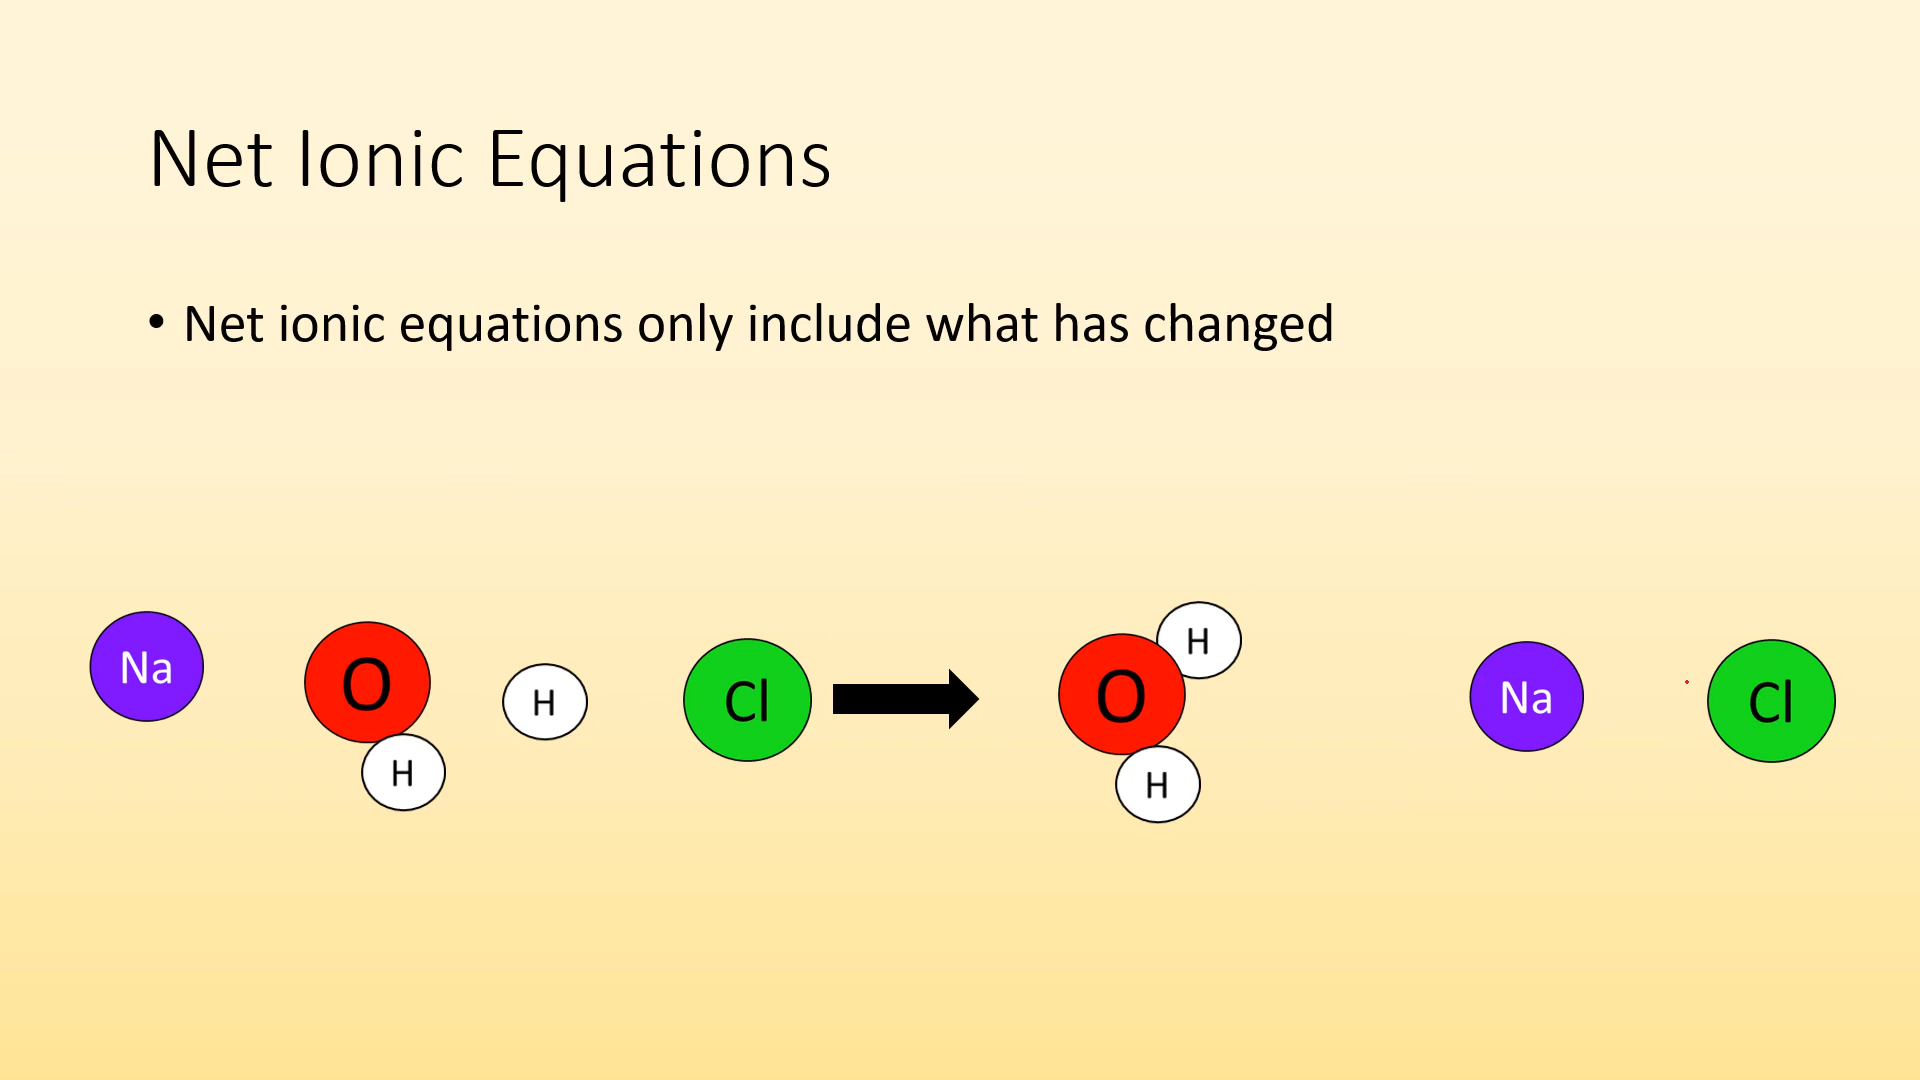 Net Ionic Equations
• Net ionic equations only include what has changed
Na O H H Cl O H H Na Cl